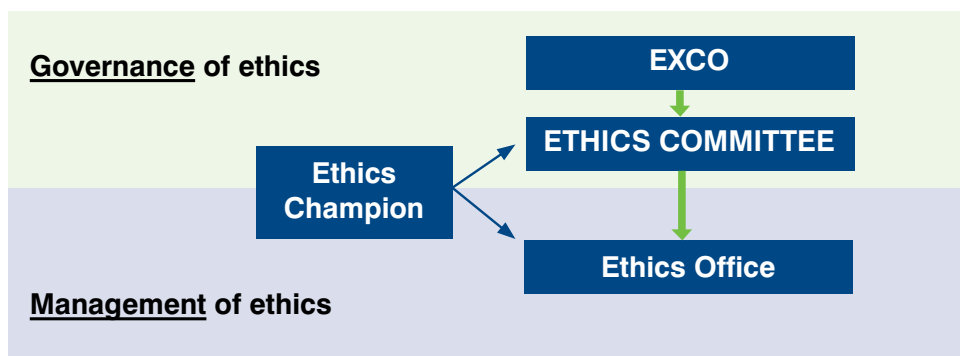 Governance of ethics
EXCO
ETHICS COMMITTEE
Ethics
Champion
Ethics Office
Management of ethics